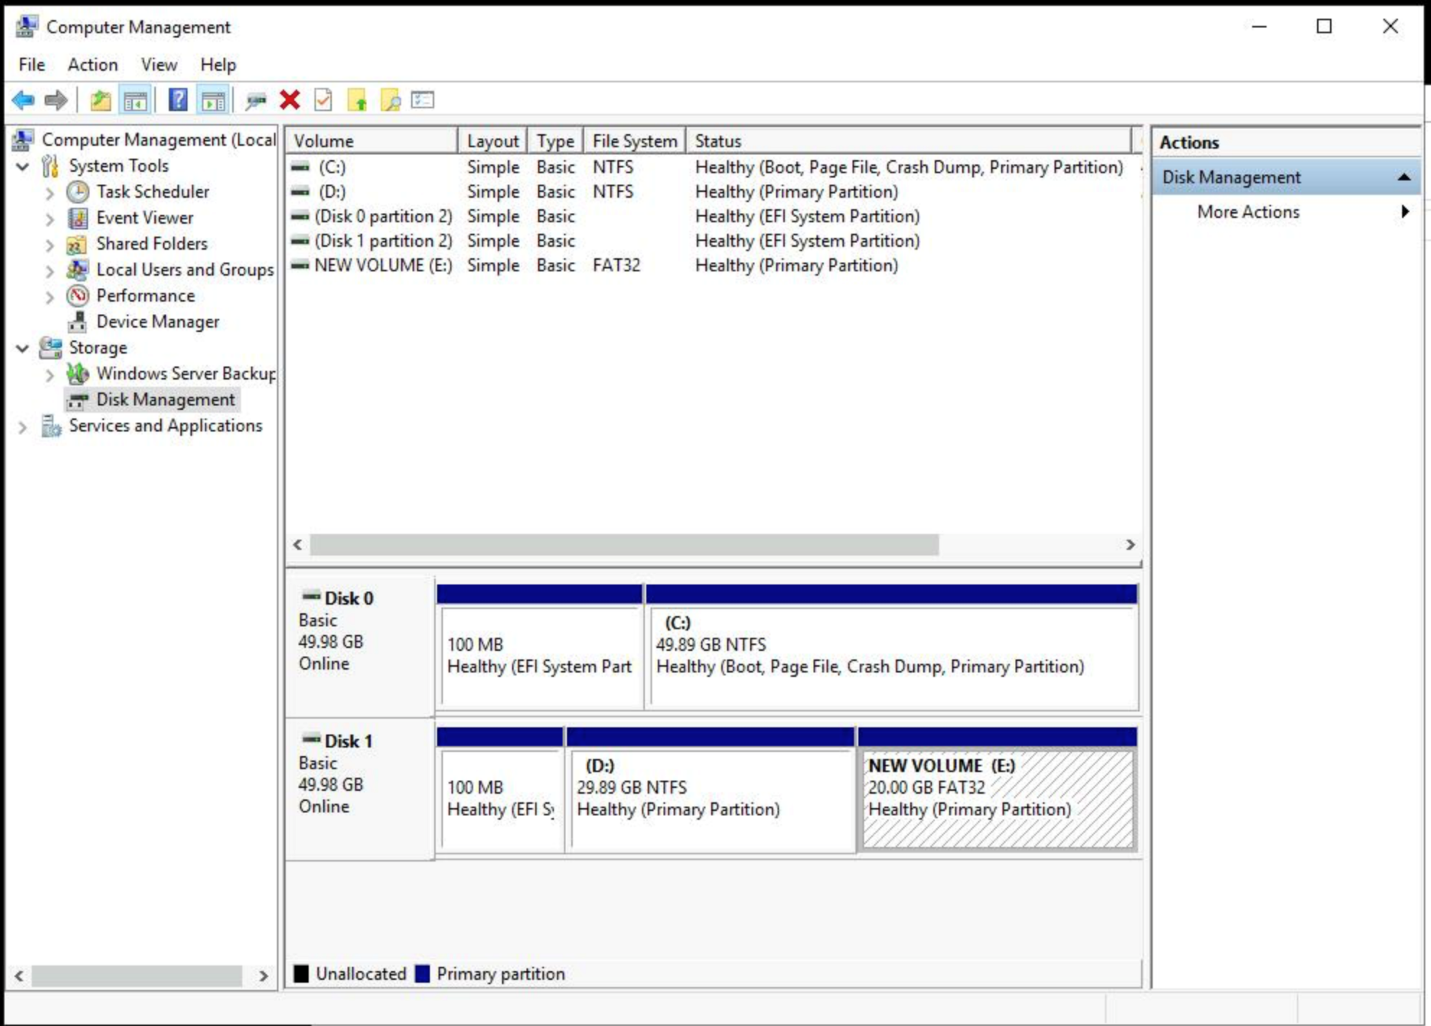 Computer Management
File Action View Help
Computer Management (Local
System Tools
Task Scheduler
Event Viewer
Shared Folders
Local Users and Groups
Performance
Device Manager
Storage
Windows Server Backup
Disk Management
Services and Applications
Volume Layout Type File System Status
(C:) Simple Basic NTFS Healthy (Boot, Page File, Crash Dump, Primary Partition)
(D:) Simple Basic NTFS Healthy (Primary Partition)
(Disk 0 partition 2) Simple Basic Healthy (EFI System Partition)
(Disk 1 partition 2) Simple Basic Healthy (EFI System Partition)
NEW VOLUME (E:) Simple Basic FAT32 Healthy (Primary Partition)
Disk 0
Basic
49.98 GB
Online
100 MB
Healthy (EFI System Part
(C:)
49.89 GB NTFS
Healthy (Boot, Page File, Crash Dump, Primary Partition)
Disk 1
Basic
49.98 GB
Online
100 MB
Healthy (EFI Sy
(D:)
29.89 GB NTFS
Healthy (Primary Partition)
NEW VOLUME (E:)
20.00 GB FAT32
Healthy (Primary Partition)
Unallocated Primary partition
Actions
Disk Management
More Actions